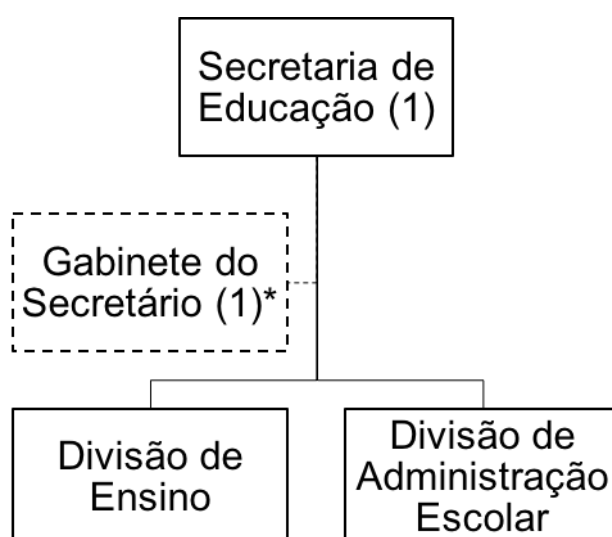 Secretaria de
Educação (1)
Gabinete do
Secretário (1)*
Divisão de
Ensino
Divisão de
Administração
Escolar